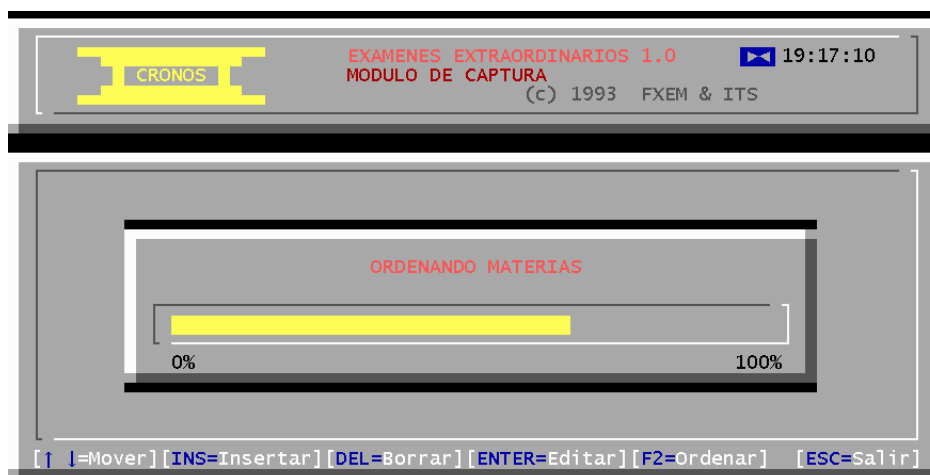 CRONOS
EXAMENES EXTRAORDINARIOS 1.0
19:17:10
MODULO DE CAPTURA
(c) 1993 FXEM & ITS
ORDENANDO MATERIAS
0% 100%
[↑ ↓=Mover][INS=Insertar][DEL=Borrar][ENTER=Editar][F2=Ordenar] [ESC=Salir]